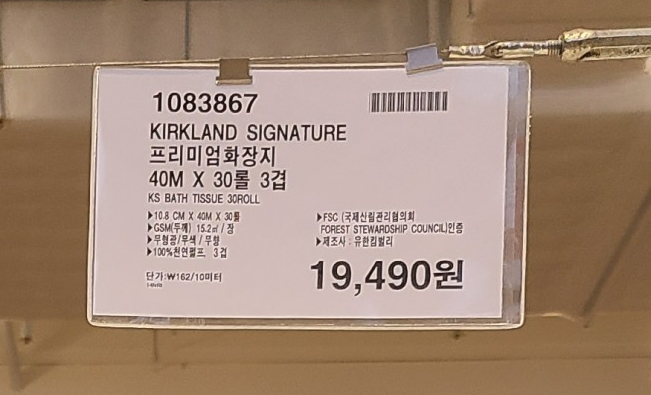 1083867
KIRKLAND SIGNATURE
프리미엄화장지
40M X 30롤 3겹
KS BATH TISSUE 30ROLL
▶10.8 CM X 40M X 30롤
▶GSM(두께) 15.2㎡/장
▶무형광/무색/무향
▶100%천연펄프, 3겹
▶FSC (국제산림관리협의회
FOREST STEWARDSHIP COUNCIL)인증
▶제조사 : 유한킴벌리
단가:₩162/10미터
19,490원